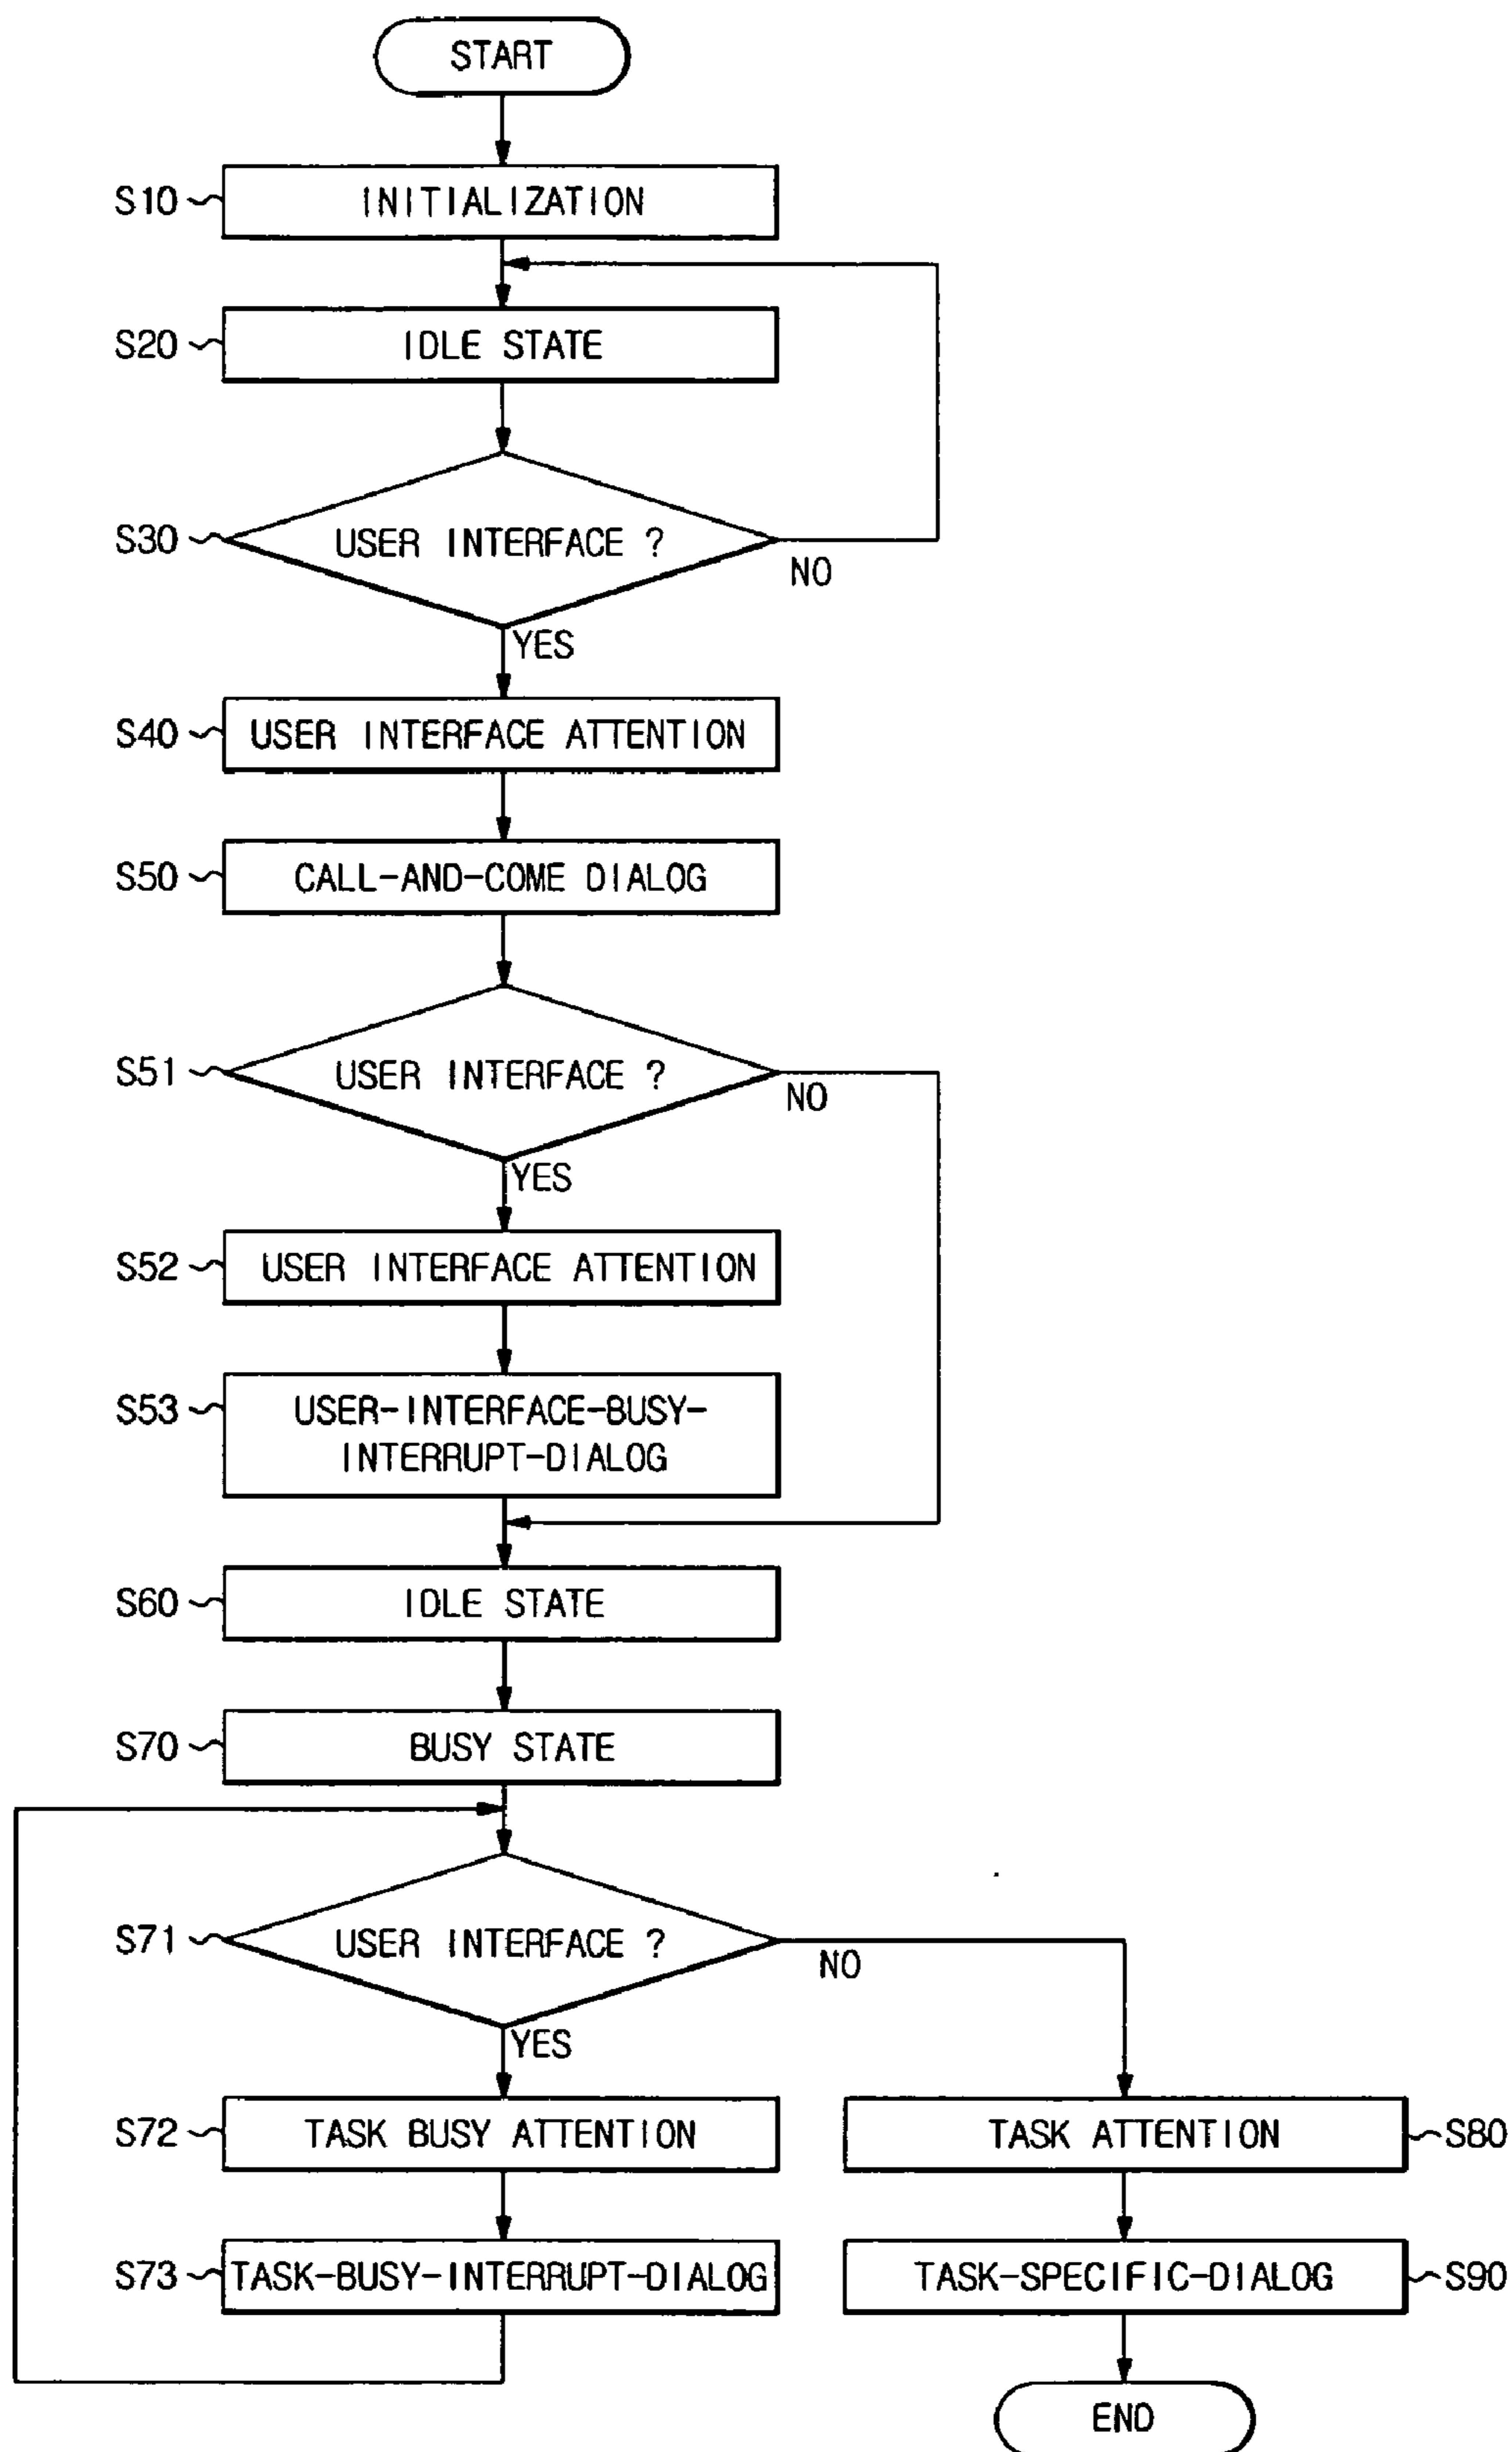 START
S10 INITIALIZATION
S20 IDLE STATE
S30 USER INTERFACE ?
NO
YES
S40 USER INTERFACE ATTENTION
S50 CALL-AND-COME DIALOG
S51 USER INTERFACE ?
NO
YES
S52 USER INTERFACE ATTENTION
S53 USER-INTERFACE-BUSY-
INTERRUPT-DIALOG
S60 IDLE STATE
S70 BUSY STATE
S71 USER INTERFACE ?
NO
YES
S72 TASK BUSY ATTENTION
TASK ATTENTION S80
S73 TASK-BUSY-INTERRUPT-DIALOG
TASK-SPECIFIC-DIALOG S90
END